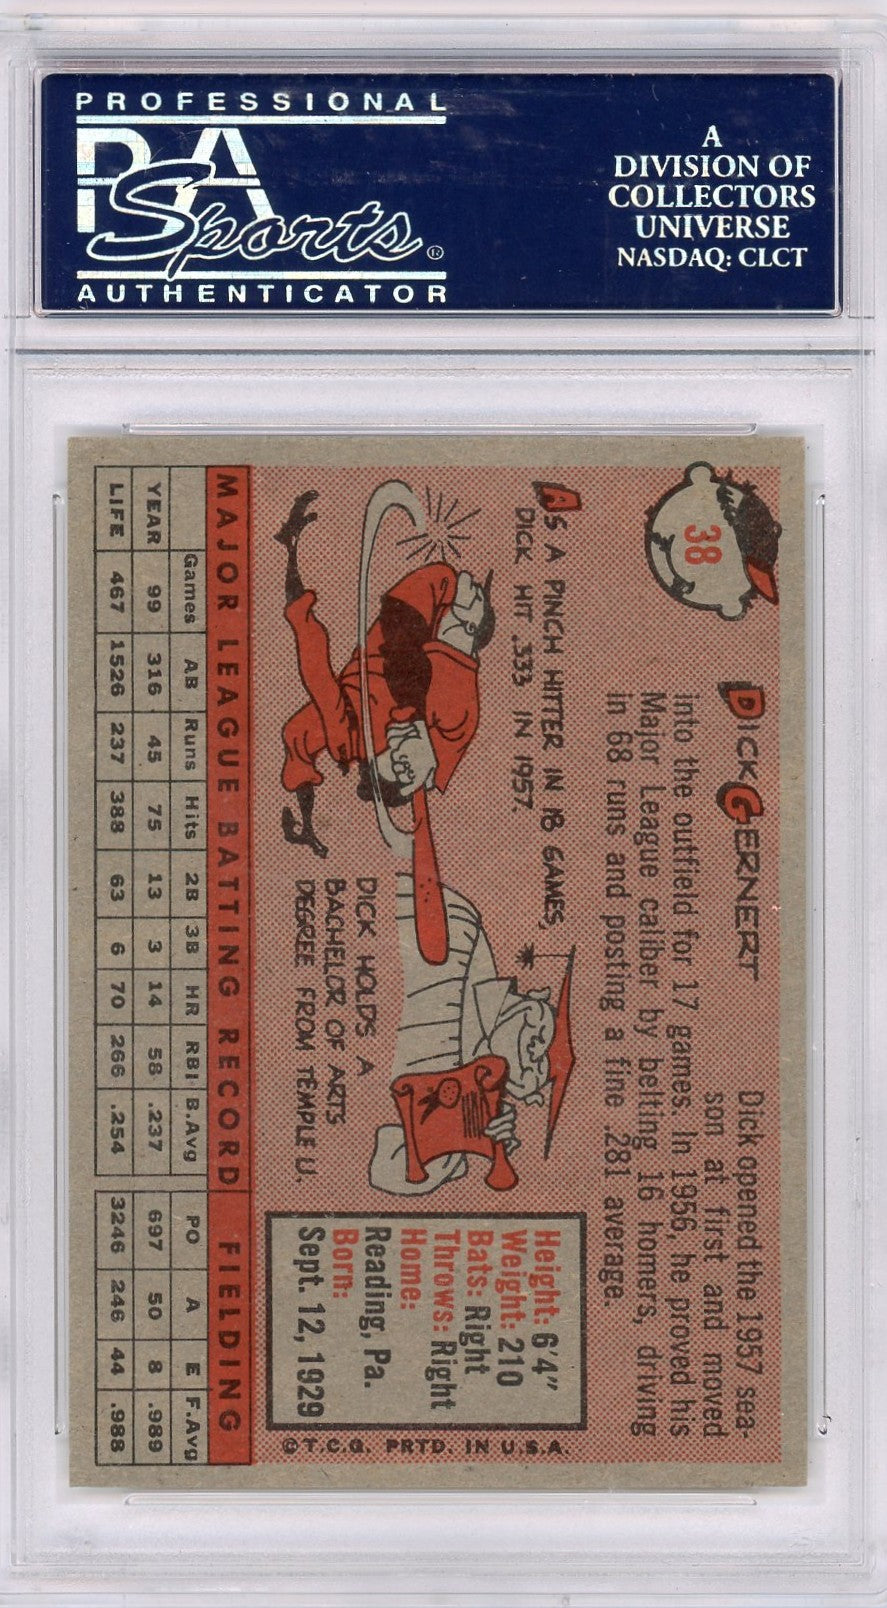 PROFESSIONAL
PSA
Sports®
AUTHENTICATOR
A
DIVISION OF
COLLECTORS
UNIVERSE
NASDAQ: CLCT
38
DICK GERNERT
Dick opened the 1957 sea-
son at first and moved
into the outfield for 17 games. In 1956, he proved his
Major League caliber by belting 16 homers, driving
in 68 runs and posting a fine .281 average.
AS A PINCH HITTER IN 18 GAMES,
DICK HIT .333 IN 1957.
DICK HOLDS A
BACHELOR OF ARTS
DEGREE FROM TEMPLE U.
Height: 6'4"
Weight: 210
Bats: Right
Throws: Right
Home:
Reading, Pa.
Born:
Sept. 12, 1929
©T.C.G. PRTD. IN U.S.A.
MAJOR LEAGUE BATTING RECORD FIELDING
Games AB Runs Hits 2B 3B HR RBI B.Avg PO A E F.Avg
YEAR 99 316 45 75 13 3 14 58 .237 697 50 8 .989
LIFE 467 1526 237 388 63 6 70 266 .254 3246 246 44 .988